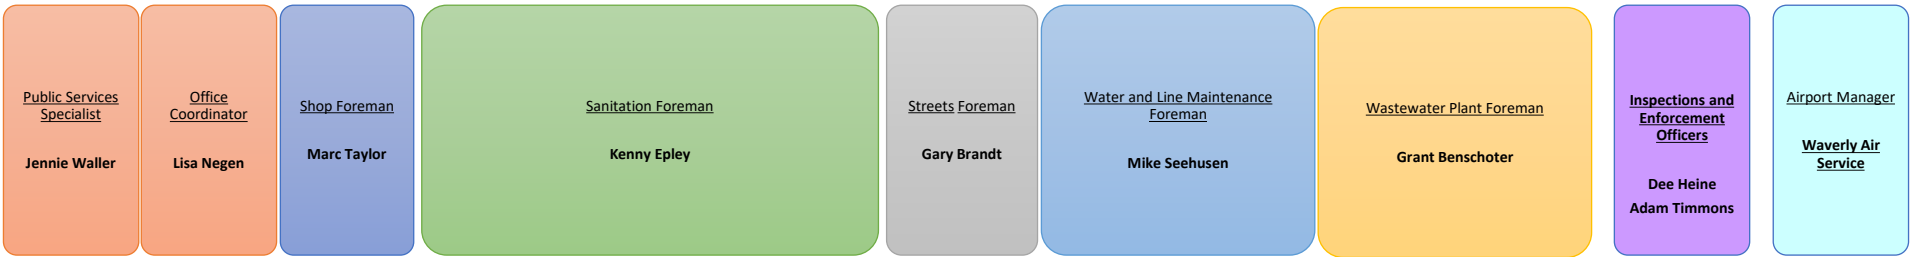 Public Services
Specialist
Jennie Waller
Office
Coordinator
Lisa Negen
Shop Foreman
Marc Taylor
Sanitation Foreman
Kenny Epley
Streets Foreman
Gary Brandt
Water and Line Maintenance
Foreman
Mike Seehusen
Wastewater Plant Foreman
Grant Benschoter
Inspections and
Enforcement
Officers
Dee Heine
Adam Timmons
Airport Manager
Waverly Air
Service